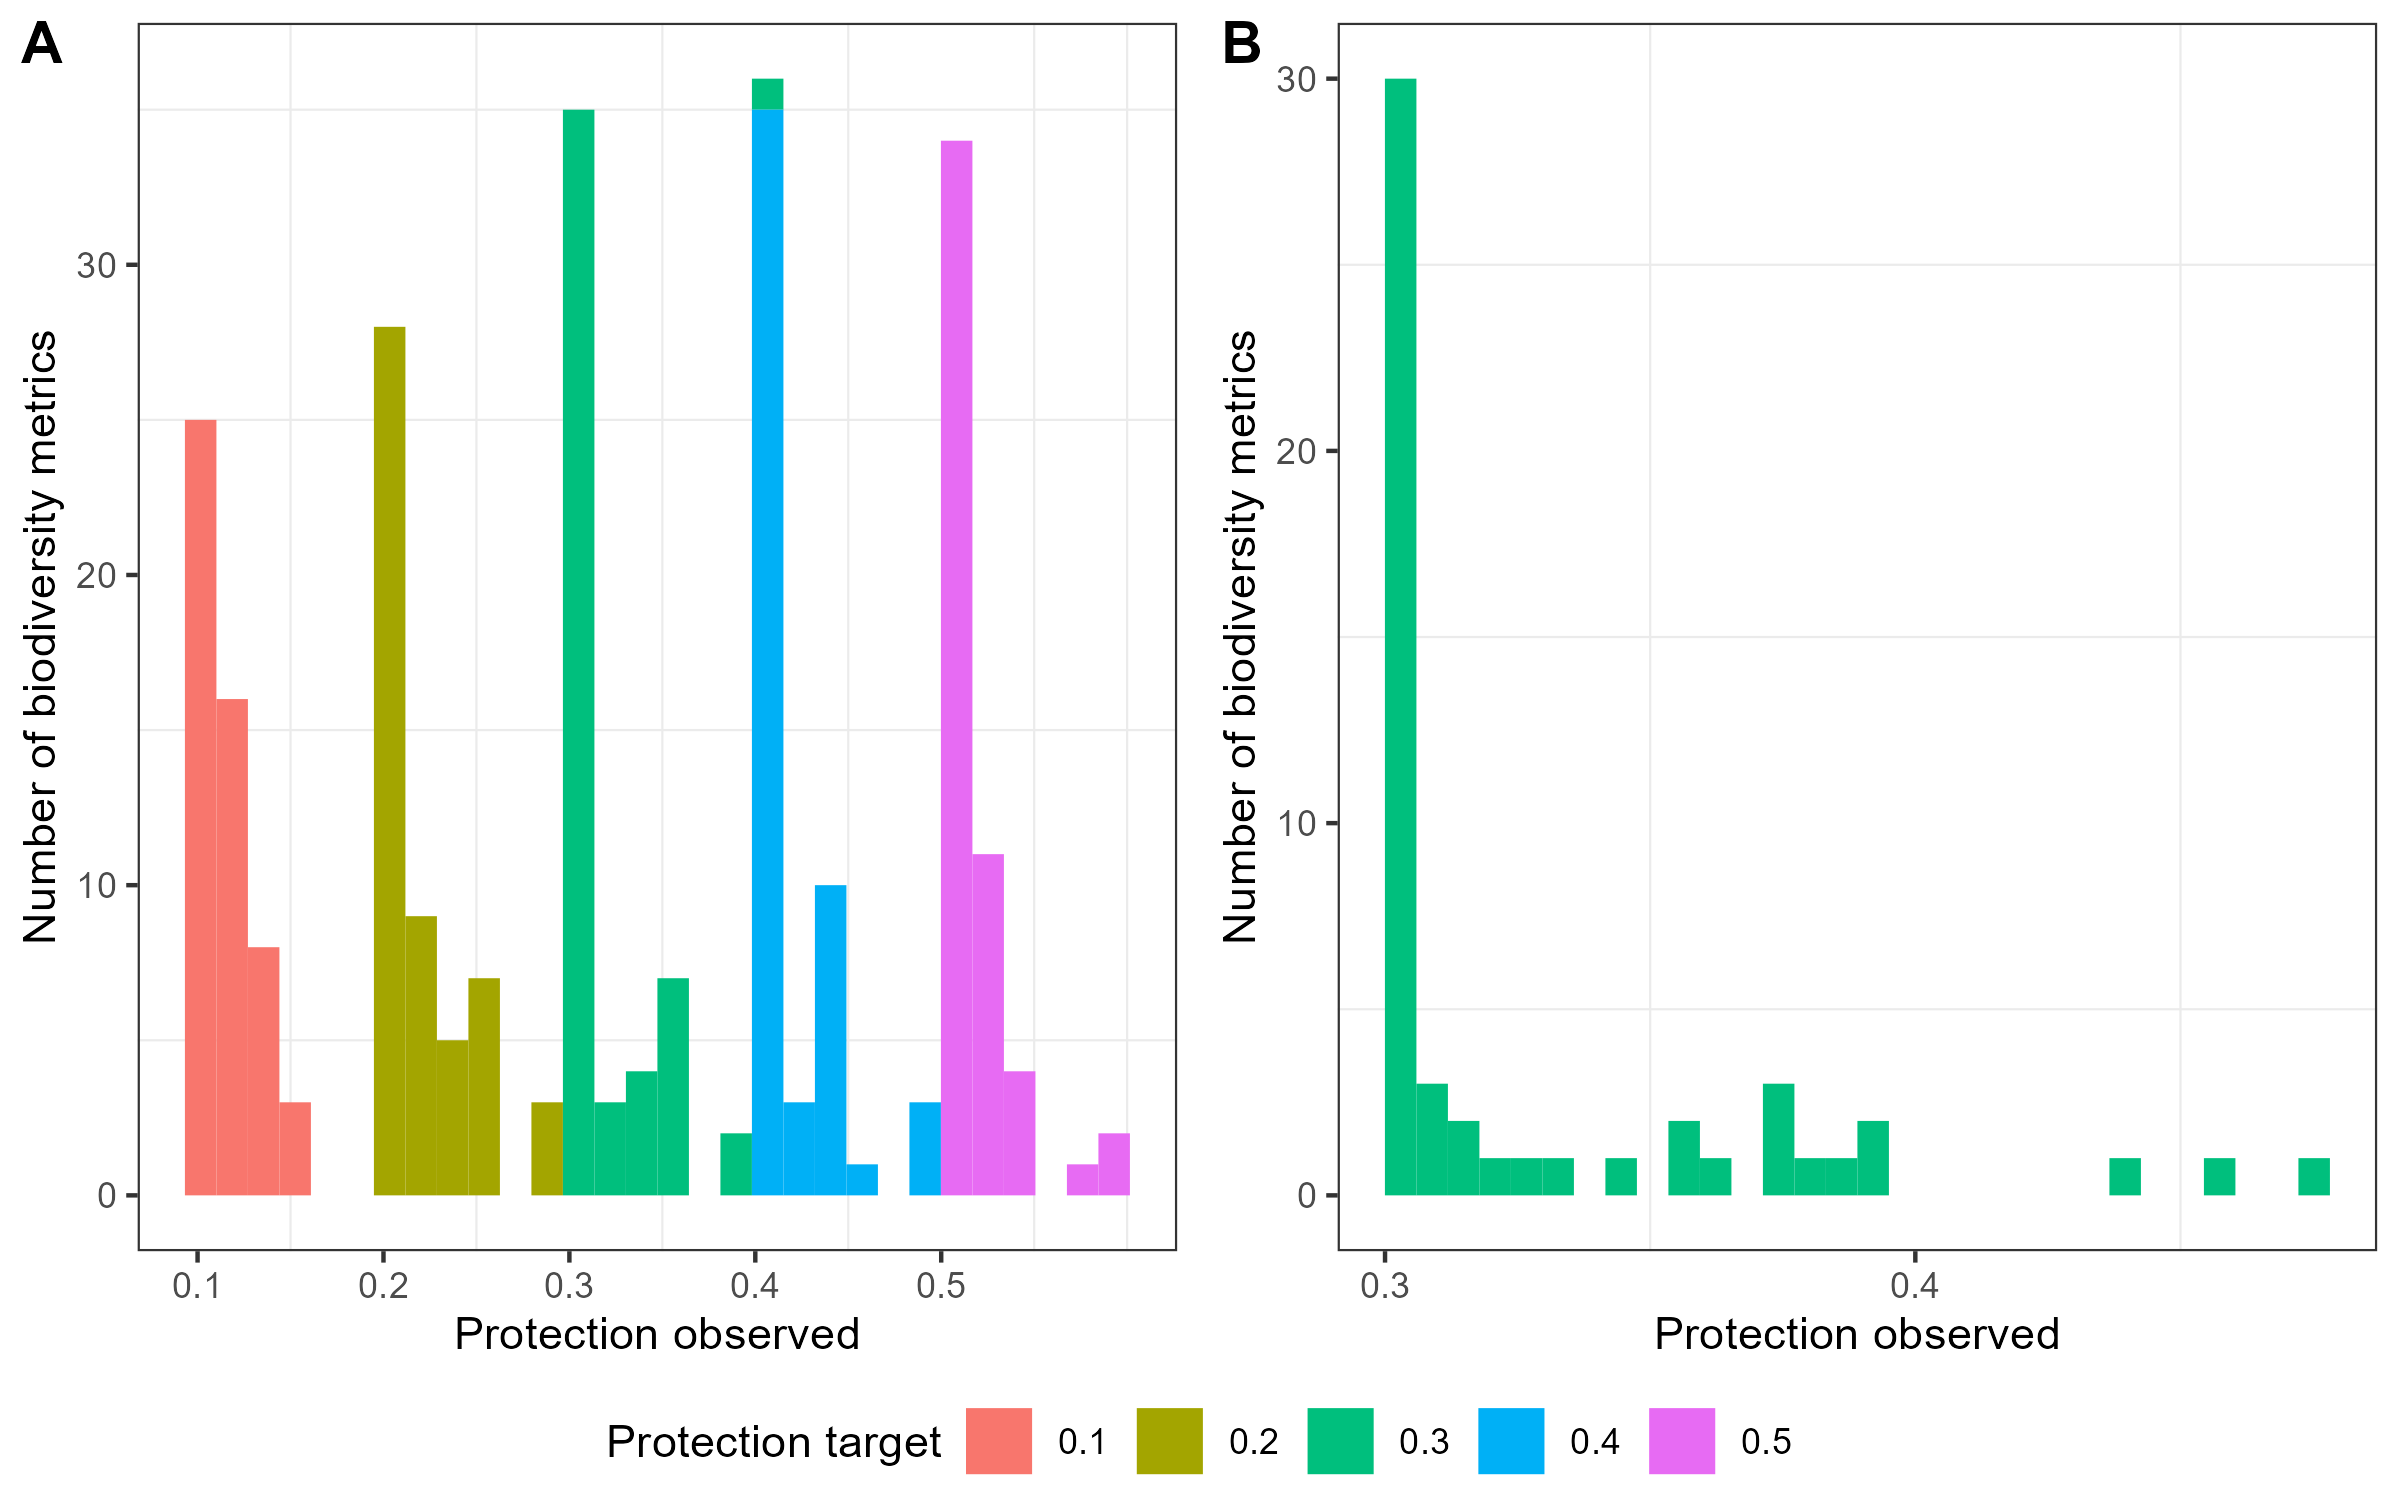 A
Number of biodiversity metrics
30
20
10
0
0.1 0.2 0.3 0.4 0.5
Protection observed
B
Number of biodiversity metrics
30
20
10
0
0.3 0.4
Protection observed
Protection target 0.1 0.2 0.3 0.4 0.5